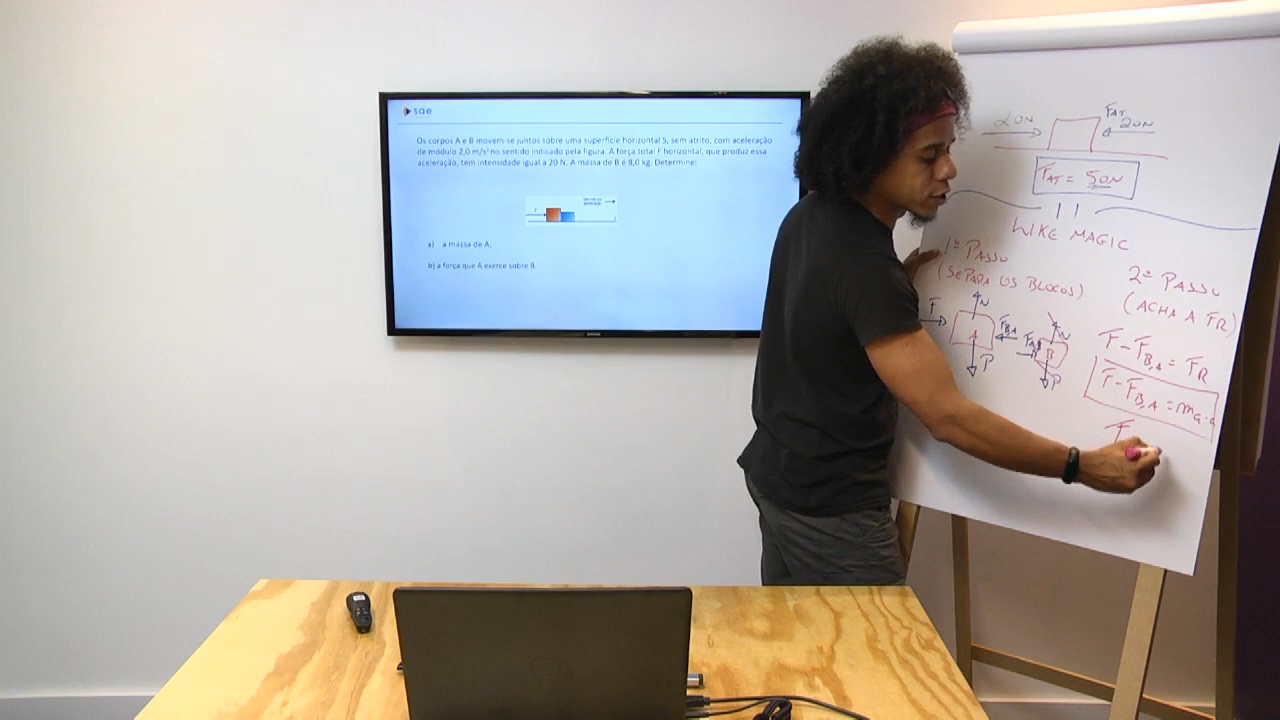 sae
Os corpos A e B movem-se juntos sobre uma superfície horizontal S, sem atrito, com aceleração
de módulo 2,0 m/s² no sentido indicado pela figura. A força total F horizontal, que produz essa
aceleração, tem intensidade igual a 20 N. A massa de B é 8,0 kg. Determine:
a) a massa de A,
b) a força que A exerce sobre B.
20N
FAT
20N
FAT = 50N
LIKE MAGIC
1º PASSO
(SEPARA OS BLOCOS)
2º PASSO
(ACHA A FR)
F
N
A
FB,A
P
N
B
P
F - FB,A = FR
F - FB,A = ma.a
F